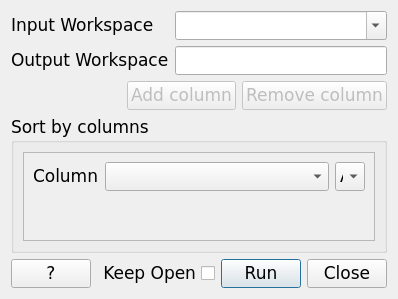 Input Workspace
Output Workspace
Add column Remove column
Sort by columns
Column
? Keep Open Run Close